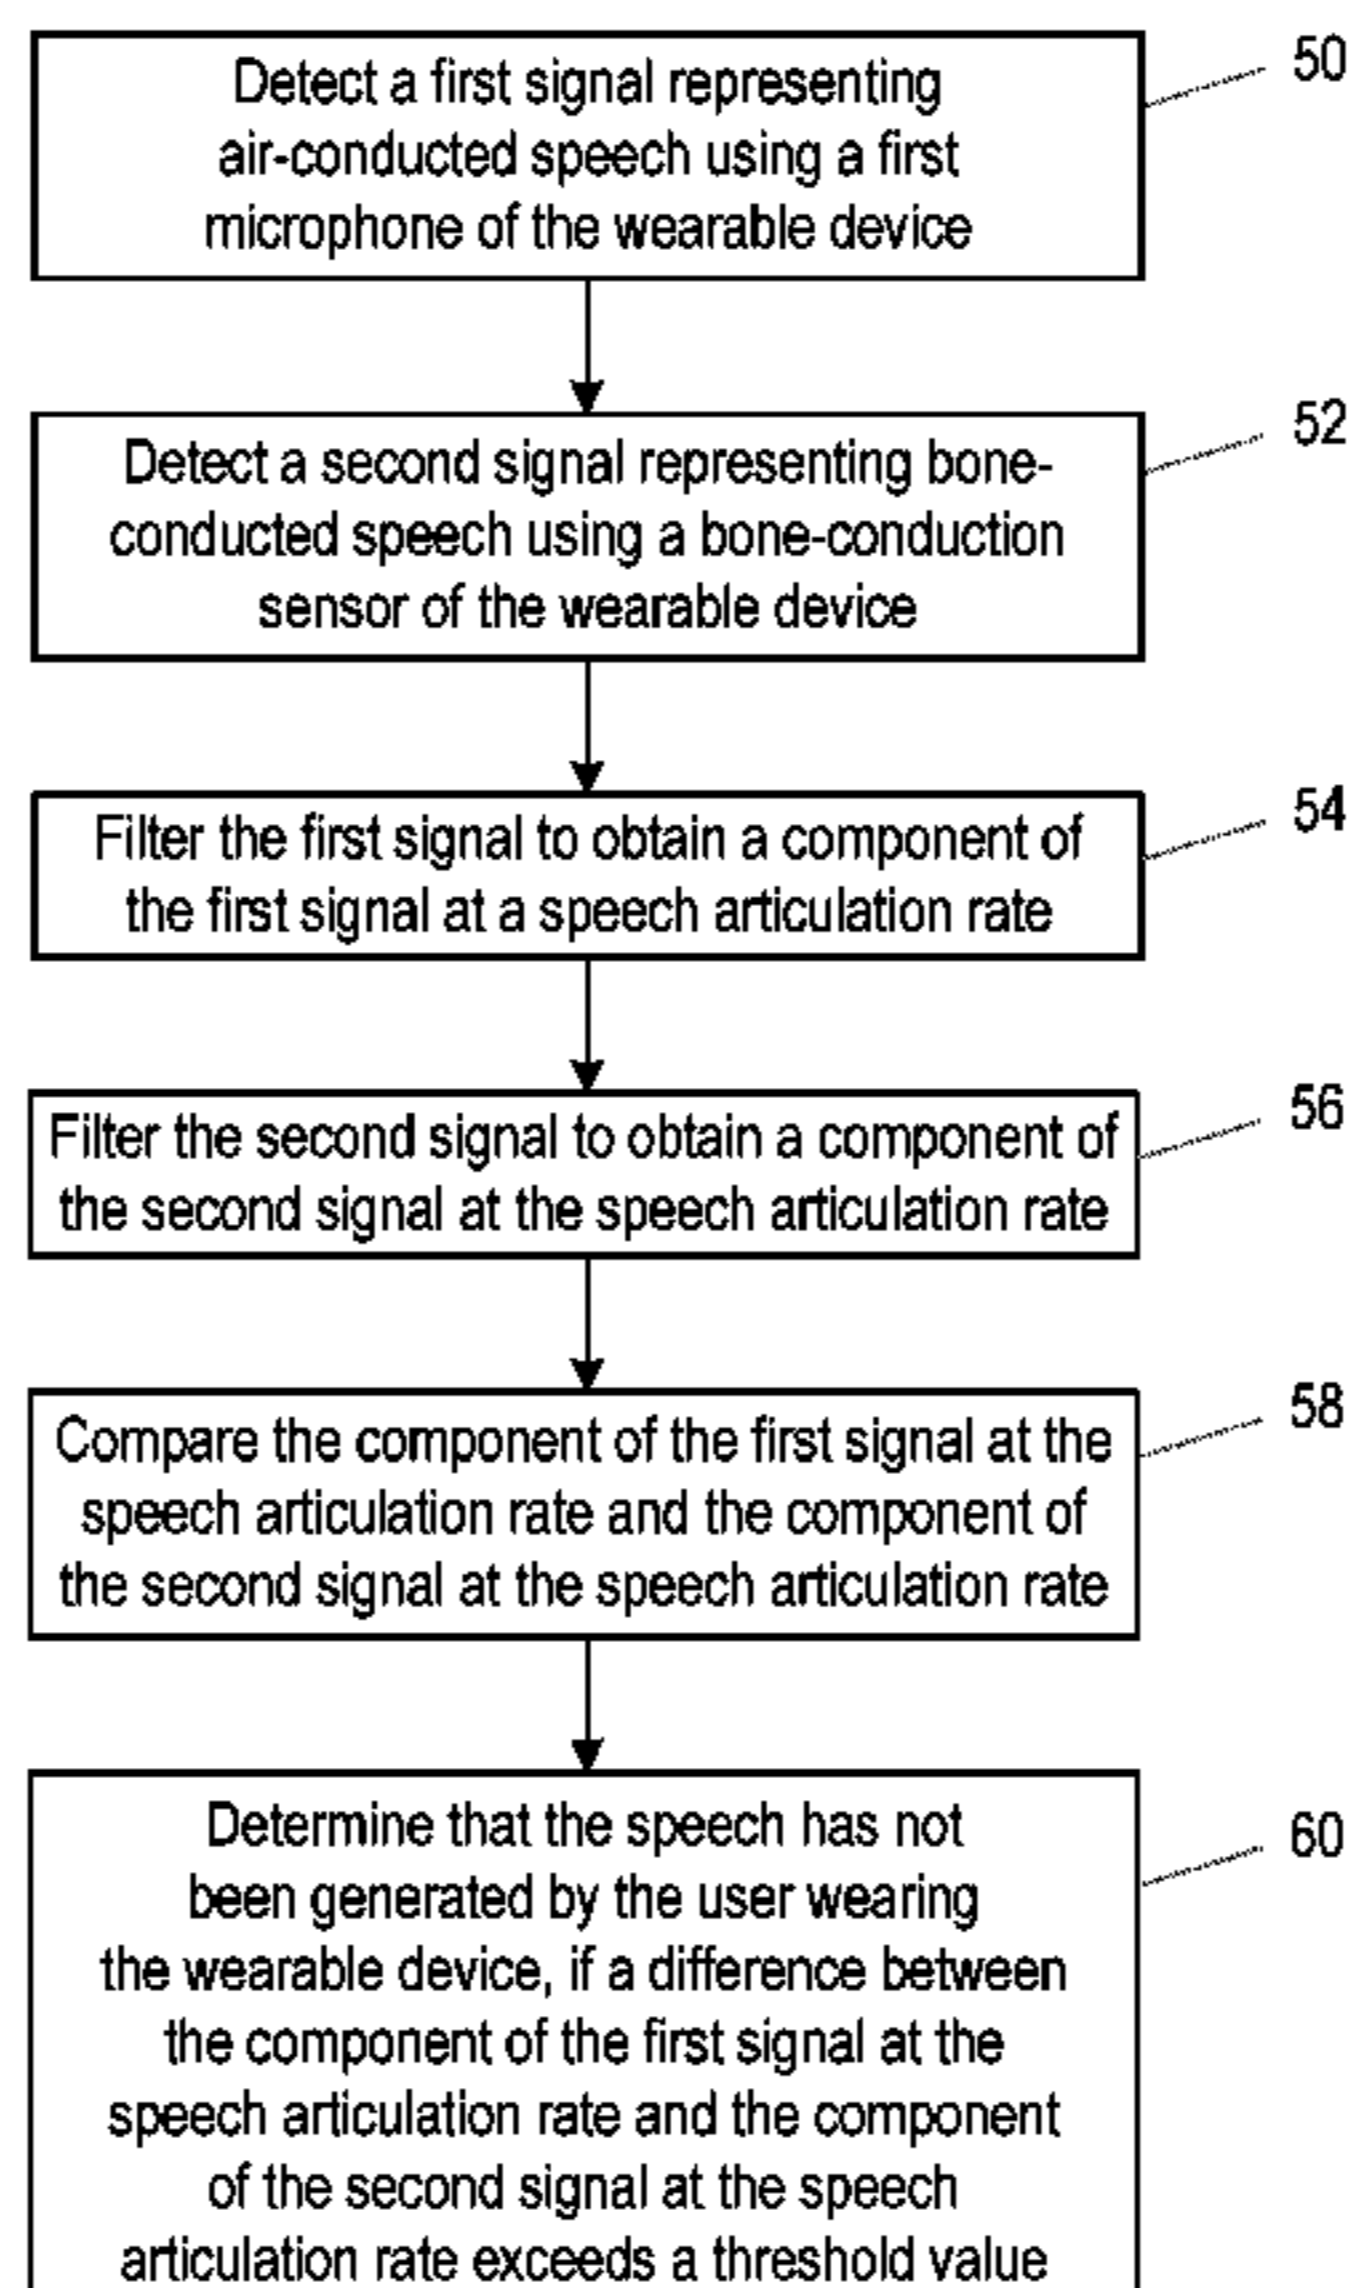 Detect a first signal representing
air-conducted speech using a first
microphone of the wearable device
50
Detect a second signal representing bone-
conducted speech using a bone-conduction
sensor of the wearable device
52
Filter the first signal to obtain a component of
the first signal at a speech articulation rate
54
Filter the second signal to obtain a component of
the second signal at the speech articulation rate
56
Compare the component of the first signal at the
speech articulation rate and the component of
the second signal at the speech articulation rate
58
Determine that the speech has not
been generated by the user wearing
the wearable device, if a difference between
the component of the first signal at the
speech articulation rate and the component
of the second signal at the speech
articulation rate exceeds a threshold value
60